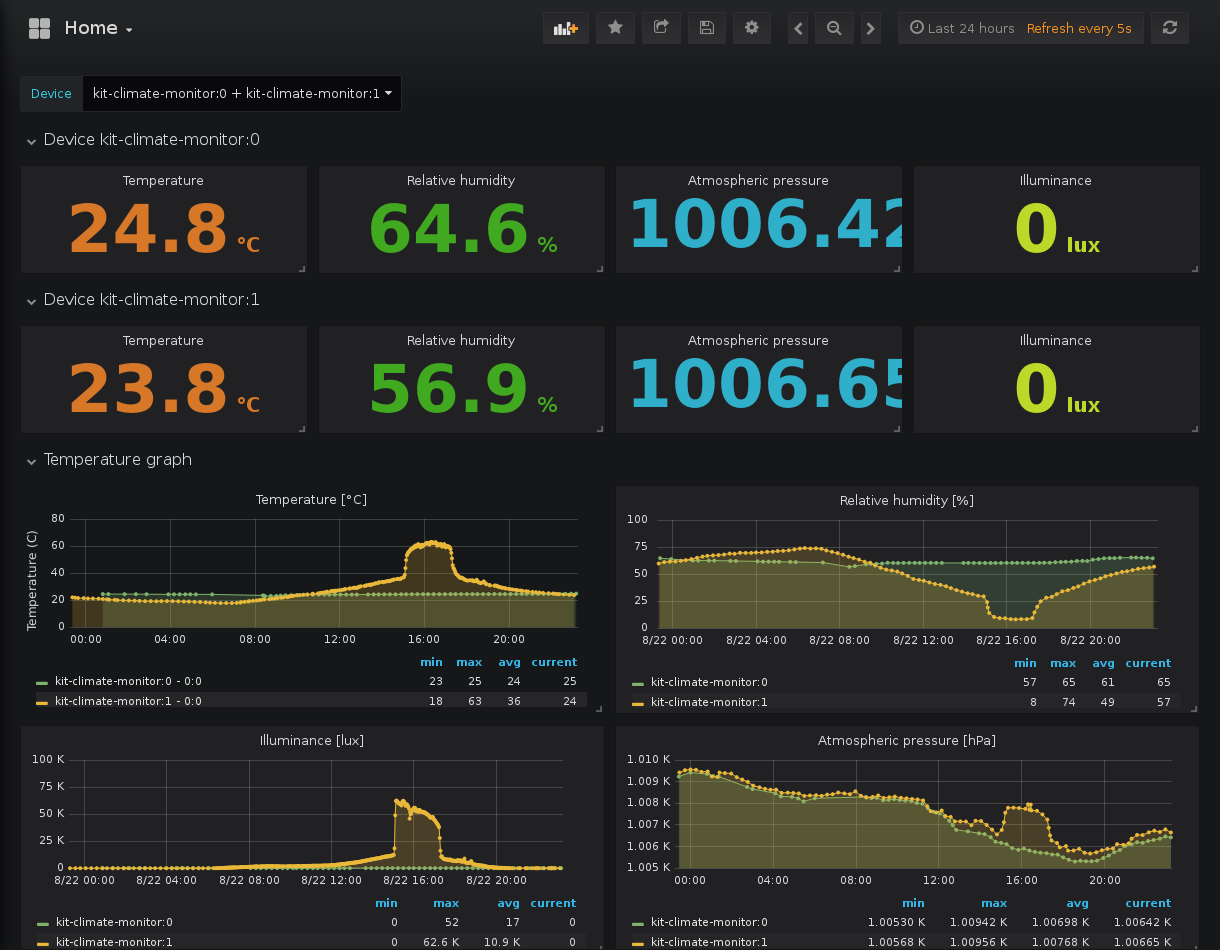 Home
Last 24 hours Refresh every 5s
Device kit-climate-monitor:0 + kit-climate-monitor:1
Device kit-climate-monitor:0
Temperature Relative humidity Atmospheric pressure Illuminance
24.8 °C 64.6 % 1006.42 0 lux
Device kit-climate-monitor:1
Temperature Relative humidity Atmospheric pressure Illuminance
23.8 °C 56.9 % 1006.65 0 lux
Temperature graph
Temperature [°C]
Temperature (C)
80
60
40
20
0
00:00 04:00 08:00 12:00 16:00 20:00
min max avg current
kit-climate-monitor:0 - 0:0 23 25 24 25
kit-climate-monitor:1 - 0:0 18 63 36 24
Relative humidity [%]
100
75
50
25
0
8/22 00:00 8/22 04:00 8/22 08:00 8/22 12:00 8/22 16:00 8/22 20:00
min max avg current
kit-climate-monitor:0 57 65 61 65
kit-climate-monitor:1 8 74 49 57
Illuminance [lux]
100 K
75 K
50 K
25 K
0
8/22 00:00 8/22 04:00 8/22 08:00 8/22 12:00 8/22 16:00 8/22 20:00
min max avg current
kit-climate-monitor:0 0 52 17 0
kit-climate-monitor:1 0 62.6 K 10.9 K 0
Atmospheric pressure [hPa]
1.010 K
1.009 K
1.008 K
1.007 K
1.006 K
1.005 K
00:00 04:00 08:00 12:00 16:00 20:00
min max avg current
kit-climate-monitor:0 1.00530 K 1.00942 K 1.00698 K 1.00642 K
kit-climate-monitor:1 1.00568 K 1.00956 K 1.00768 K 1.00665 K